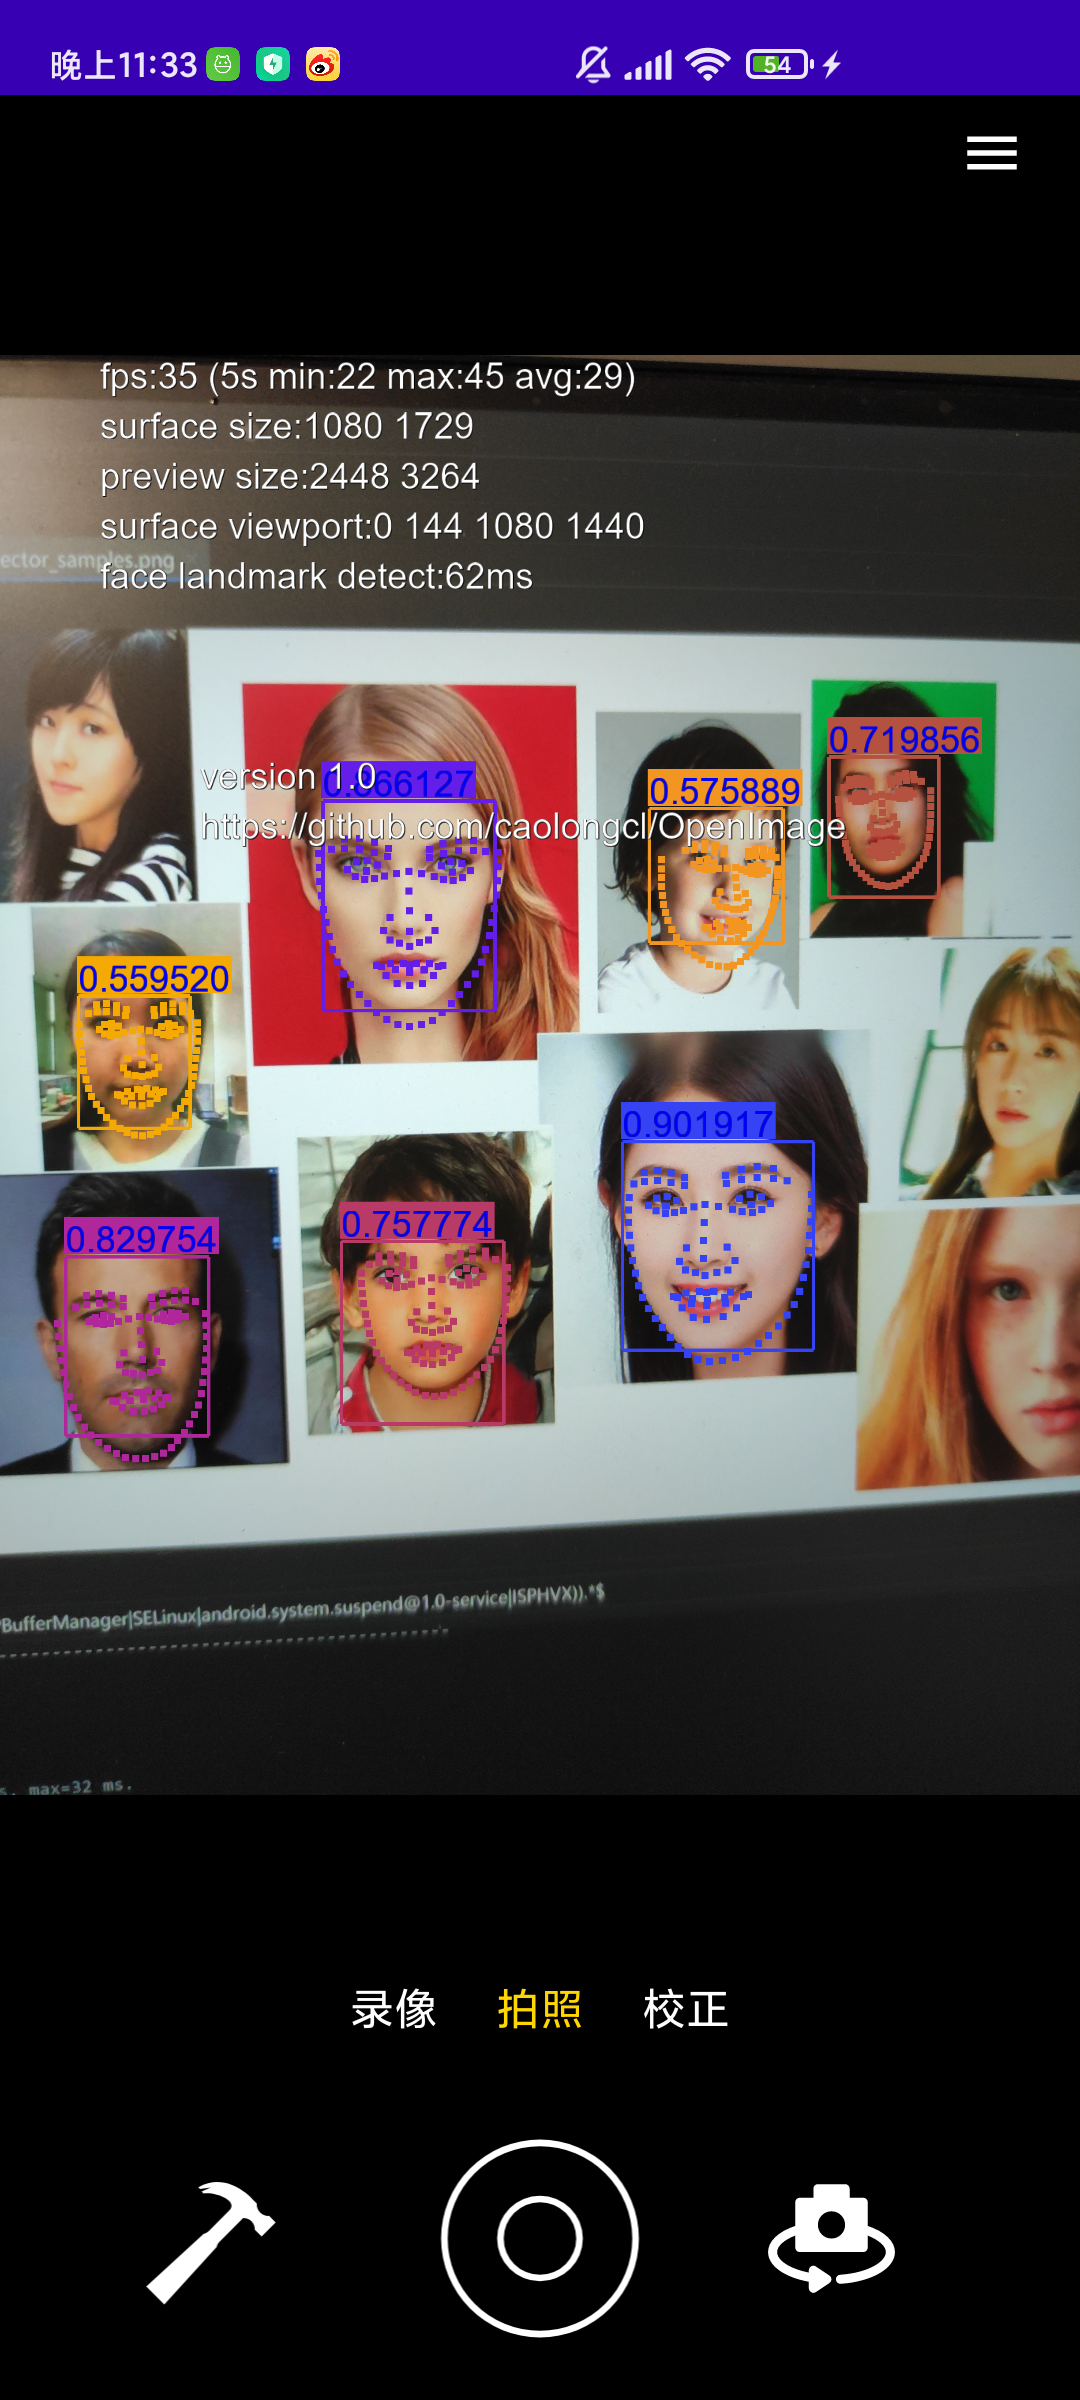 晚上11:33
54
fps:35 (5s min:22 max:45 avg:29)
surface size:1080 1729
preview size:2448 3264
surface viewport:0 144 1080 1440
ector_samples.png
face landmark detect:62ms
0.719856
version 1.0
66127
0.575889
https://github.com/caolongcl/OpenImage
0.559520
0.901917
0.757774
0.829754
BufferManager|SELinux|android.system.suspend@1.0-service|ISPHVX)).*$
--------------------------------------------
s, max=32 ms.
录像 拍照 校正